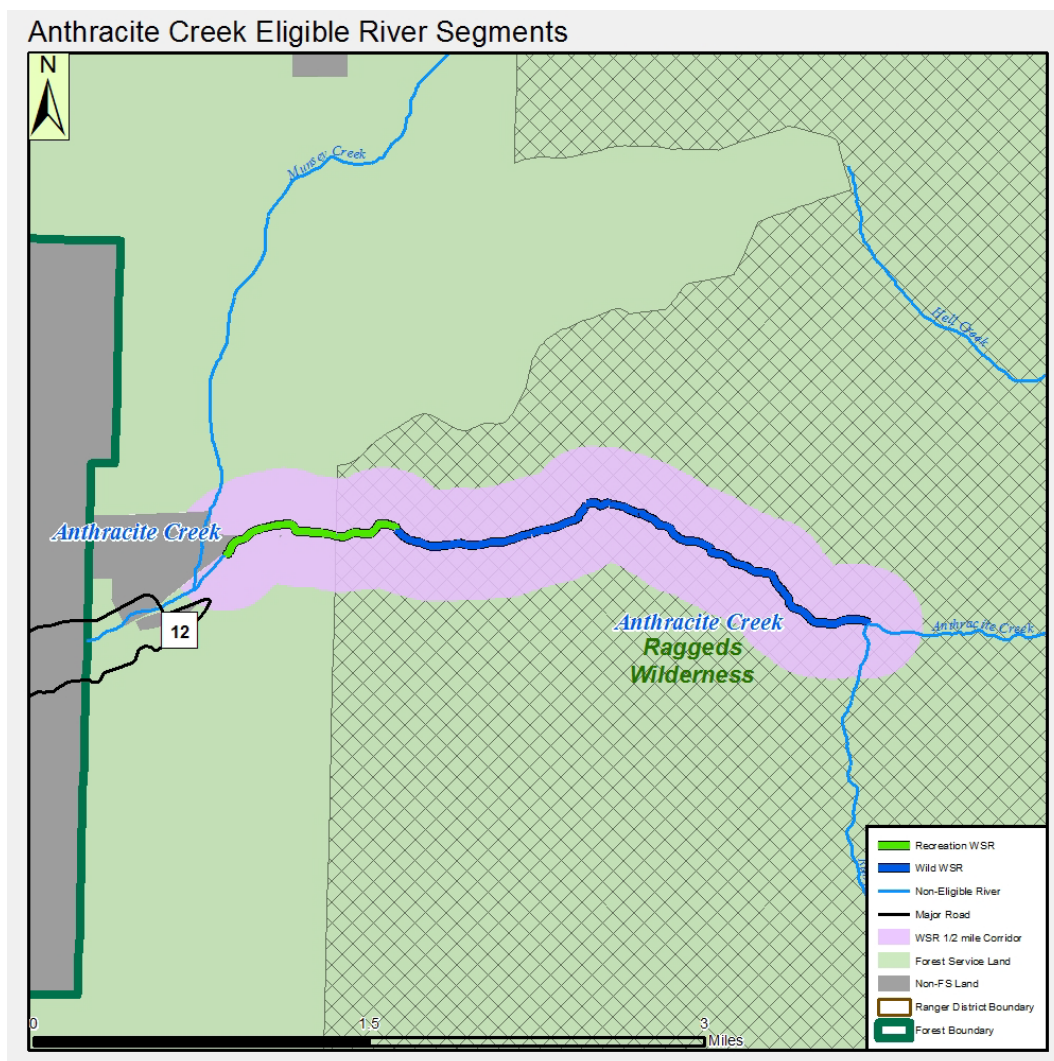 Anthracite Creek Eligible River Segments
N
Munsey Creek
Hell Creek
Anthracite Creek
12
Anthracite Creek
Anthracite Creek
Raggeds
Wilderness
Recreation WSR
Wild WSR
Non-Eligible River
Major Road
WSR 1/2 mile Corridor
Forest Service Land
Non-FS Land
Ranger District Boundary
Forest Boundary
0
1.5
3
Miles